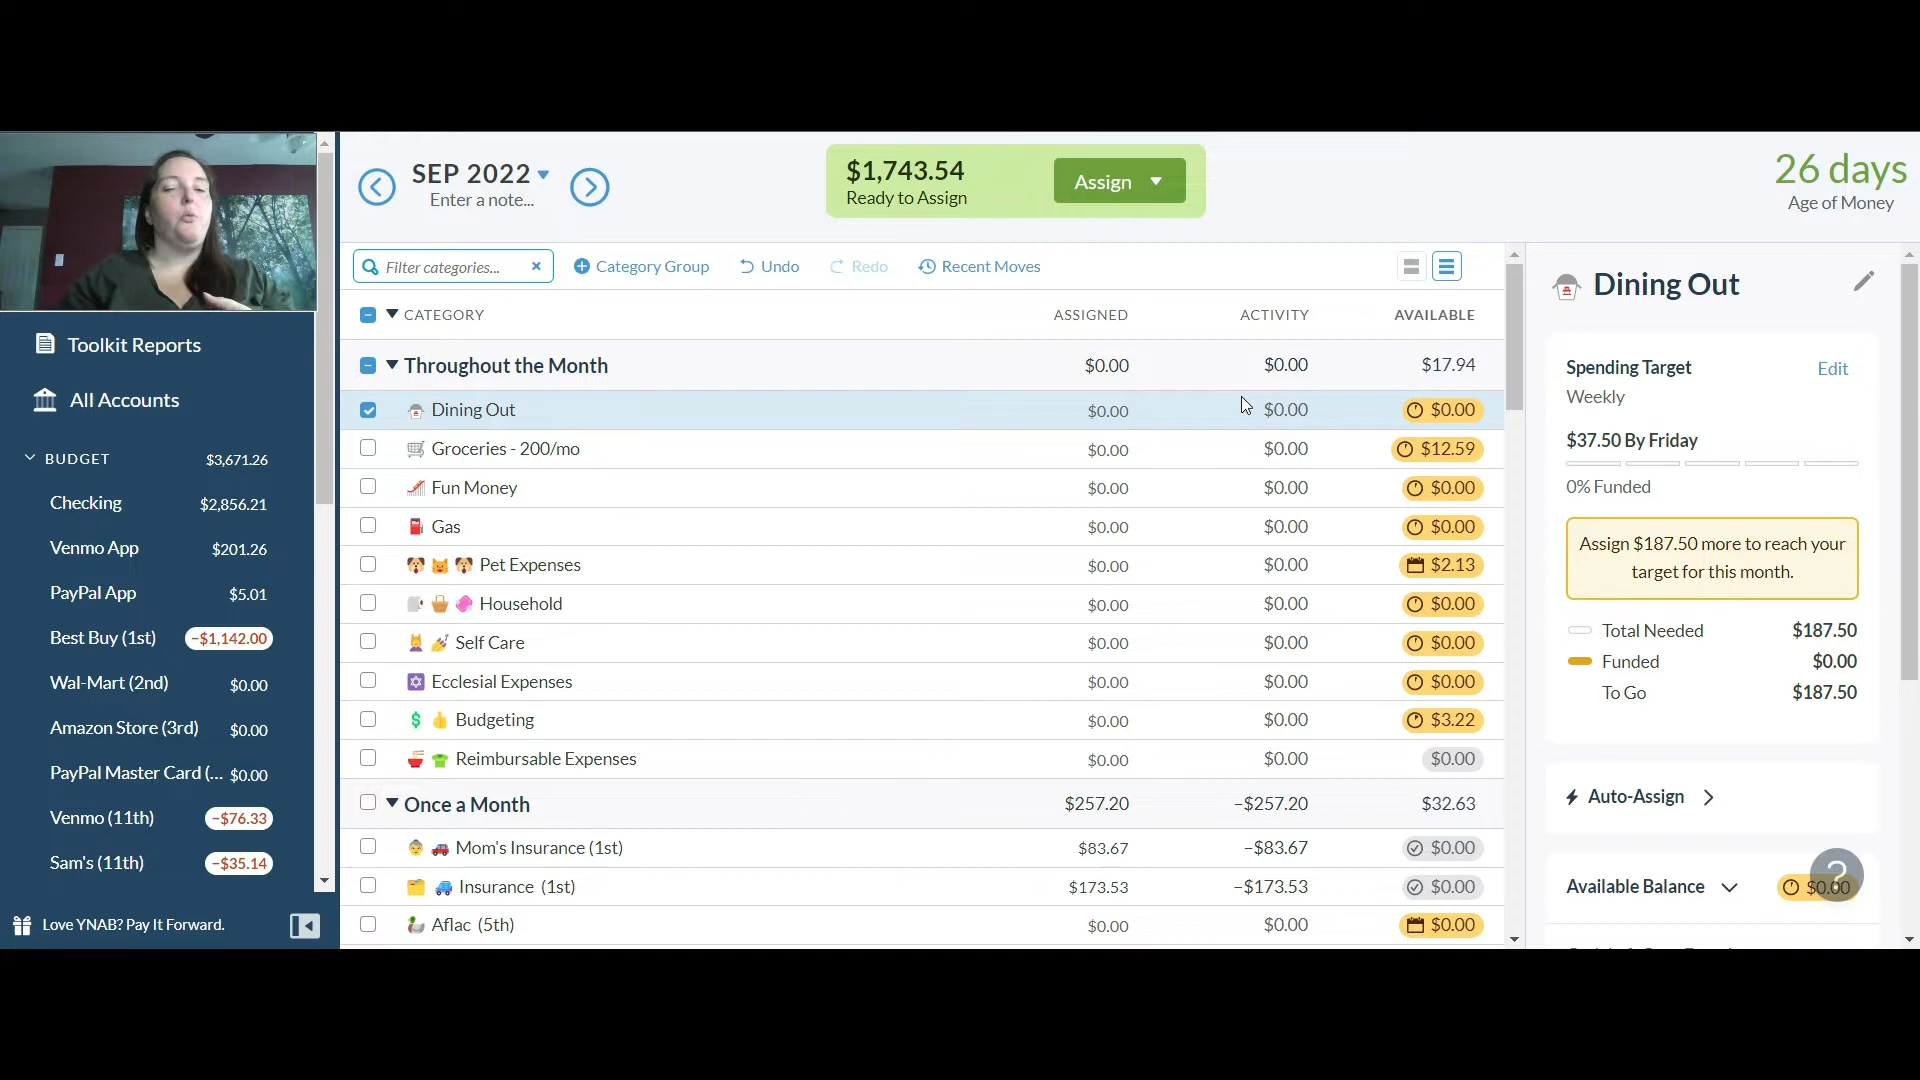 SEP 2022
Enter a note...
$1,743.54
Ready to Assign
Assign
26 days
Age of Money
Filter categories...
Category Group
Undo
Redo
Recent Moves
CATEGORY ASSIGNED ACTIVITY AVAILABLE
Throughout the Month $0.00 $0.00 $17.94
Dining Out $0.00 $0.00 $0.00
Groceries - 200/mo $0.00 $0.00 $12.59
Fun Money $0.00 $0.00 $0.00
Gas $0.00 $0.00 $0.00
Pet Expenses $0.00 $0.00 $2.13
Household $0.00 $0.00 $0.00
Self Care $0.00 $0.00 $0.00
Ecclesial Expenses $0.00 $0.00 $0.00
Budgeting $0.00 $0.00 $3.22
Reimbursable Expenses $0.00 $0.00 $0.00
Once a Month $257.20 −$257.20 $32.63
Mom's Insurance (1st) $83.67 −$83.67 $0.00
Insurance (1st) $173.53 −$173.53 $0.00
Aflac (5th) $0.00 $0.00 $0.00
Toolkit Reports
All Accounts
BUDGET $3,671.26
Checking $2,856.21
Venmo App $201.26
PayPal App $5.01
Best Buy (1st) −$1,142.00
Wal-Mart (2nd) $0.00
Amazon Store (3rd) $0.00
PayPal Master Card (... $0.00
Venmo (11th) −$76.33
Sam's (11th) −$35.14
Love YNAB? Pay It Forward.
Dining Out
Spending Target Edit
Weekly
$37.50 By Friday
0% Funded
Assign $187.50 more to reach your
target for this month.
Total Needed $187.50
Funded $0.00
To Go $187.50
Auto-Assign
Available Balance $0.00
?